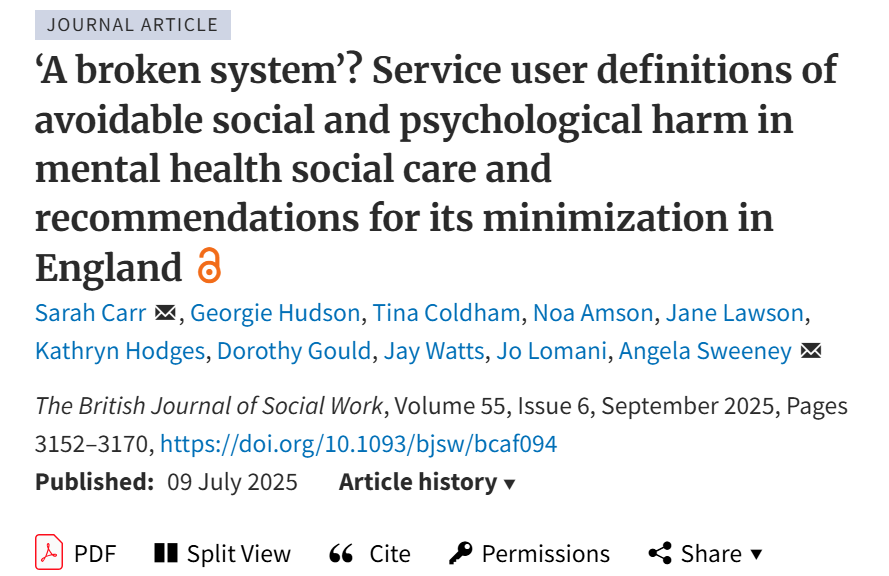 JOURNAL ARTICLE
‘A broken system’? Service user definitions of
avoidable social and psychological harm in
mental health social care and
recommendations for its minimization in
England
Sarah Carr, Georgie Hudson, Tina Coldham, Noa Amson, Jane Lawson,
Kathryn Hodges, Dorothy Gould, Jay Watts, Jo Lomani, Angela Sweeney
The British Journal of Social Work, Volume 55, Issue 6, September 2025, Pages
3152–3170, https://doi.org/10.1093/bjsw/bcaf094
Published: 09 July 2025 Article history ▼
PDF Split View Cite Permissions Share ▼